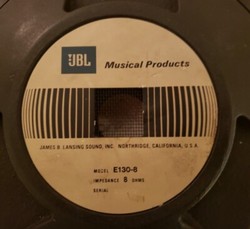 JBL Musical Products
JAMES B. LANSING SOUND, INC. NORTHRIDGE, CALIFORNIA, U.S.A.
MODEL E130-8
IMPEDANCE 8 OHMS
SERIAL